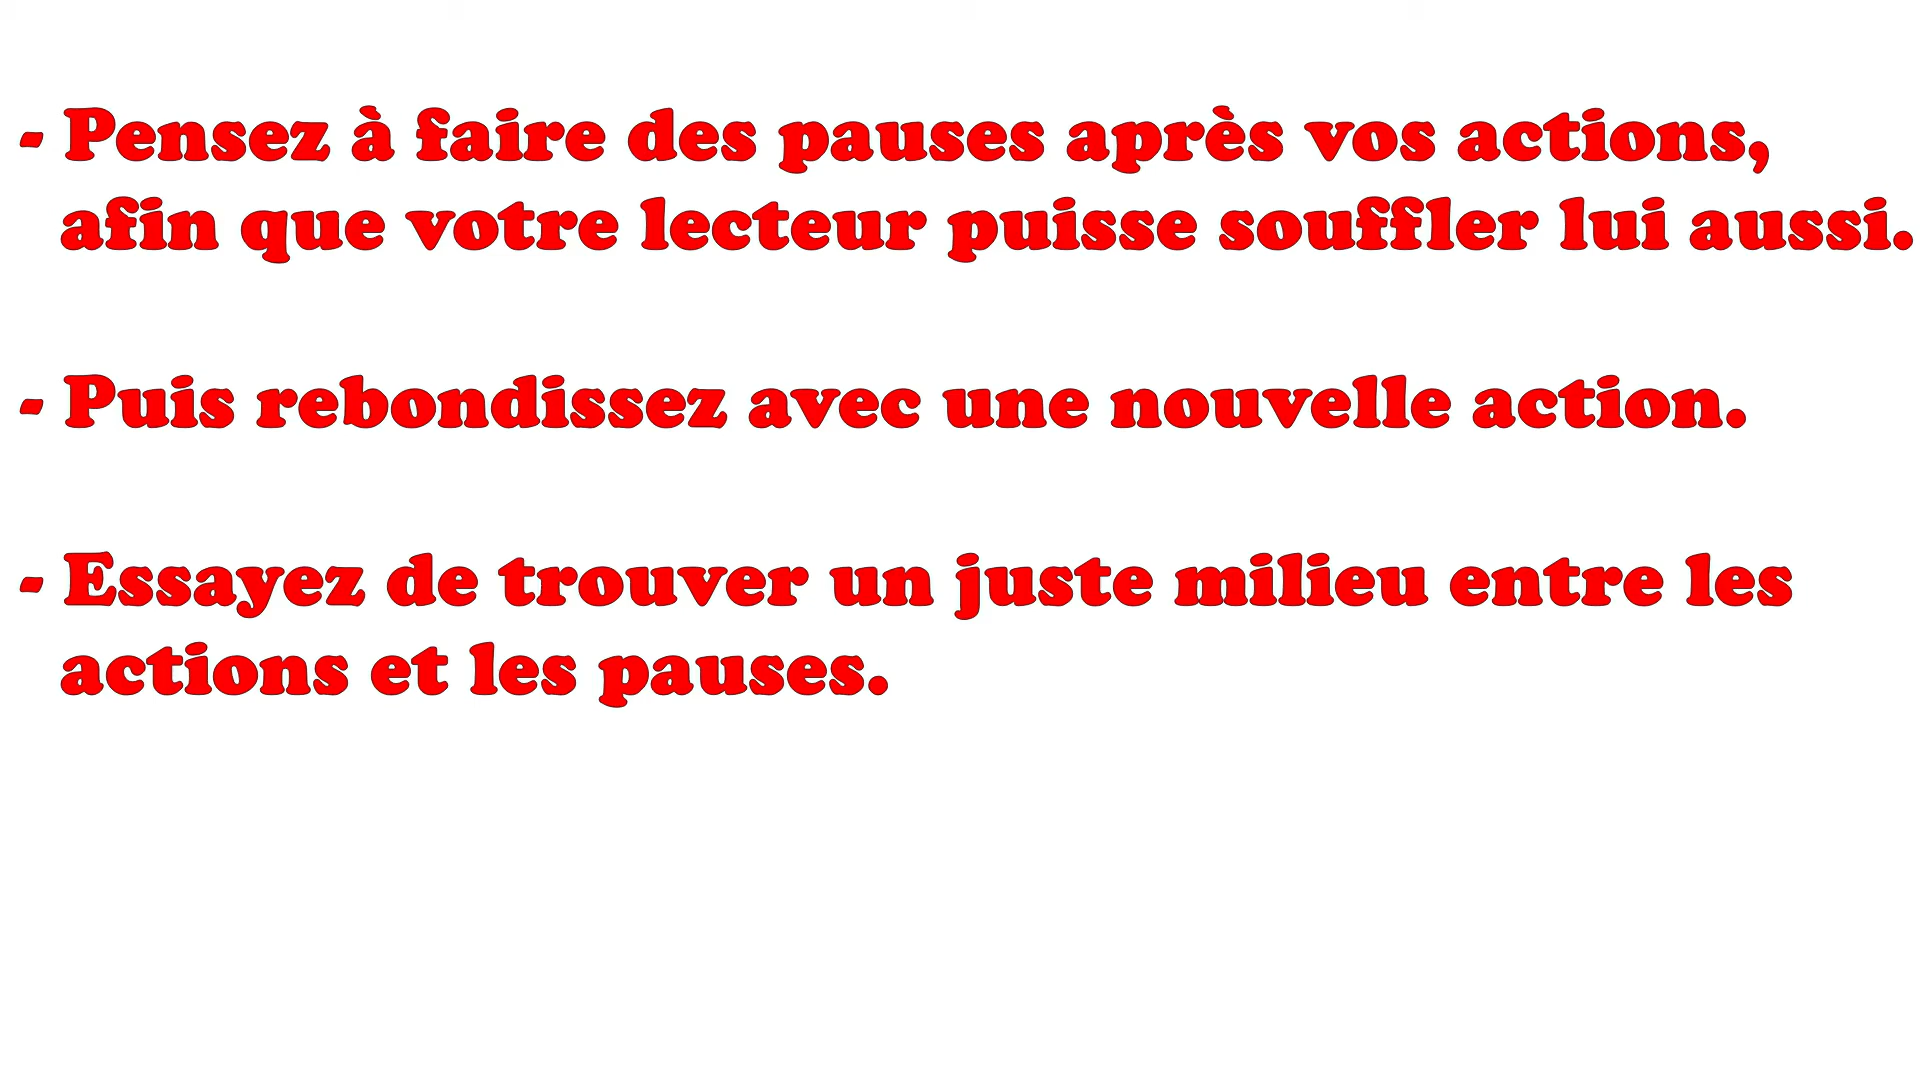 - Pensez à faire des pauses après vos actions,
afin que votre lecteur puisse souffler lui aussi.
- Puis rebondissez avec une nouvelle action.
- Essayez de trouver un juste milieu entre les
actions et les pauses.